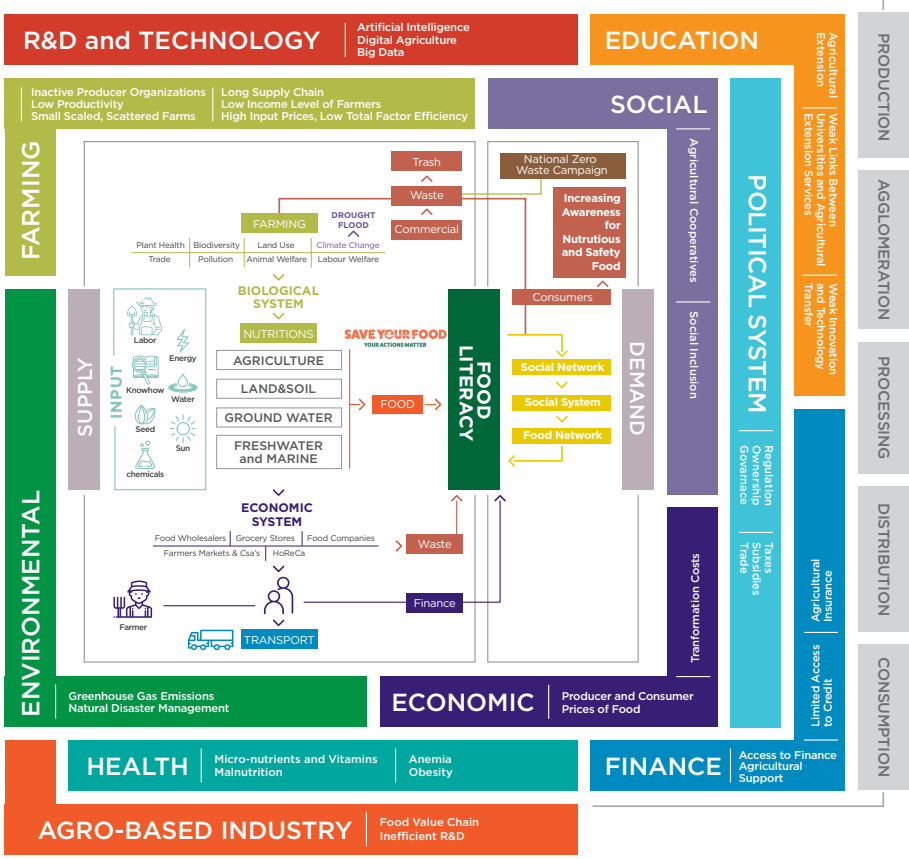 R&D and TECHNOLOGY
Artificial Intelligence
Digital Agriculture
Big Data
EDUCATION
Agricultural
Extension
Weak Links Between
Universities and Agricultural
Extension Services
Weak Innovation
and Technology
Transfer
PRODUCTION
AGGLOMERATION
PROCESSING
DISTRIBUTION
CONSUMPTION
FARMING
Inactive Producer Organizations
Low Productivity
Small Scaled, Scattered Farms
Long Supply Chain
Low Income Level of Farmers
High Input Prices, Low Total Factor Efficiency
SOCIAL
Agricultural Cooperatives
Social Inclusion
POLITICAL SYSTEM
Regulation
Ownership
Govarnace
Taxes
Subsidies
Trade
Trash
Waste
Commercial
National Zero
Waste Campaign
Increasing
Awareness
for
Nutrutious
and Safety
Food
Consumers
FARMING
DROUGHT
FLOOD
Plant Health
Biodiversity
Land Use
Climate Change
Trade
Pollution
Animal Welfare
Labour Welfare
BIOLOGICAL
SYSTEM
NUTRITIONS
SUPPLY
INPUT
Labor
Energy
Knowhow
Water
Seed
Sun
chemicals
AGRICULTURE
LAND&SOIL
GROUND WATER
FRESHWATER
and MARINE
SAVE YOUR FOOD
YOUR ACTIONS MATTER
FOOD
FOOD
LITERACY
Social Network
Social System
Food Network
DEMAND
ECONOMIC
SYSTEM
Food Wholesalers
Grocery Stores
Food Companies
Farmers Markets & Csa's
HoReCa
Waste
Farmer
Finance
TRANSPORT
ENVIRONMENTAL
Greenhouse Gas Emissions
Natural Disaster Management
ECONOMIC
Producer and Consumer
Prices of Food
Tranformation Costs
HEALTH
Micro-nutrients and Vitamins
Malnutrition
Anemia
Obesity
FINANCE
Access to Finance
Agricultural
Support
Agricultural
Insurance
Limited Access
to Credit
AGRO-BASED INDUSTRY
Food Value Chain
Inefficient R&D